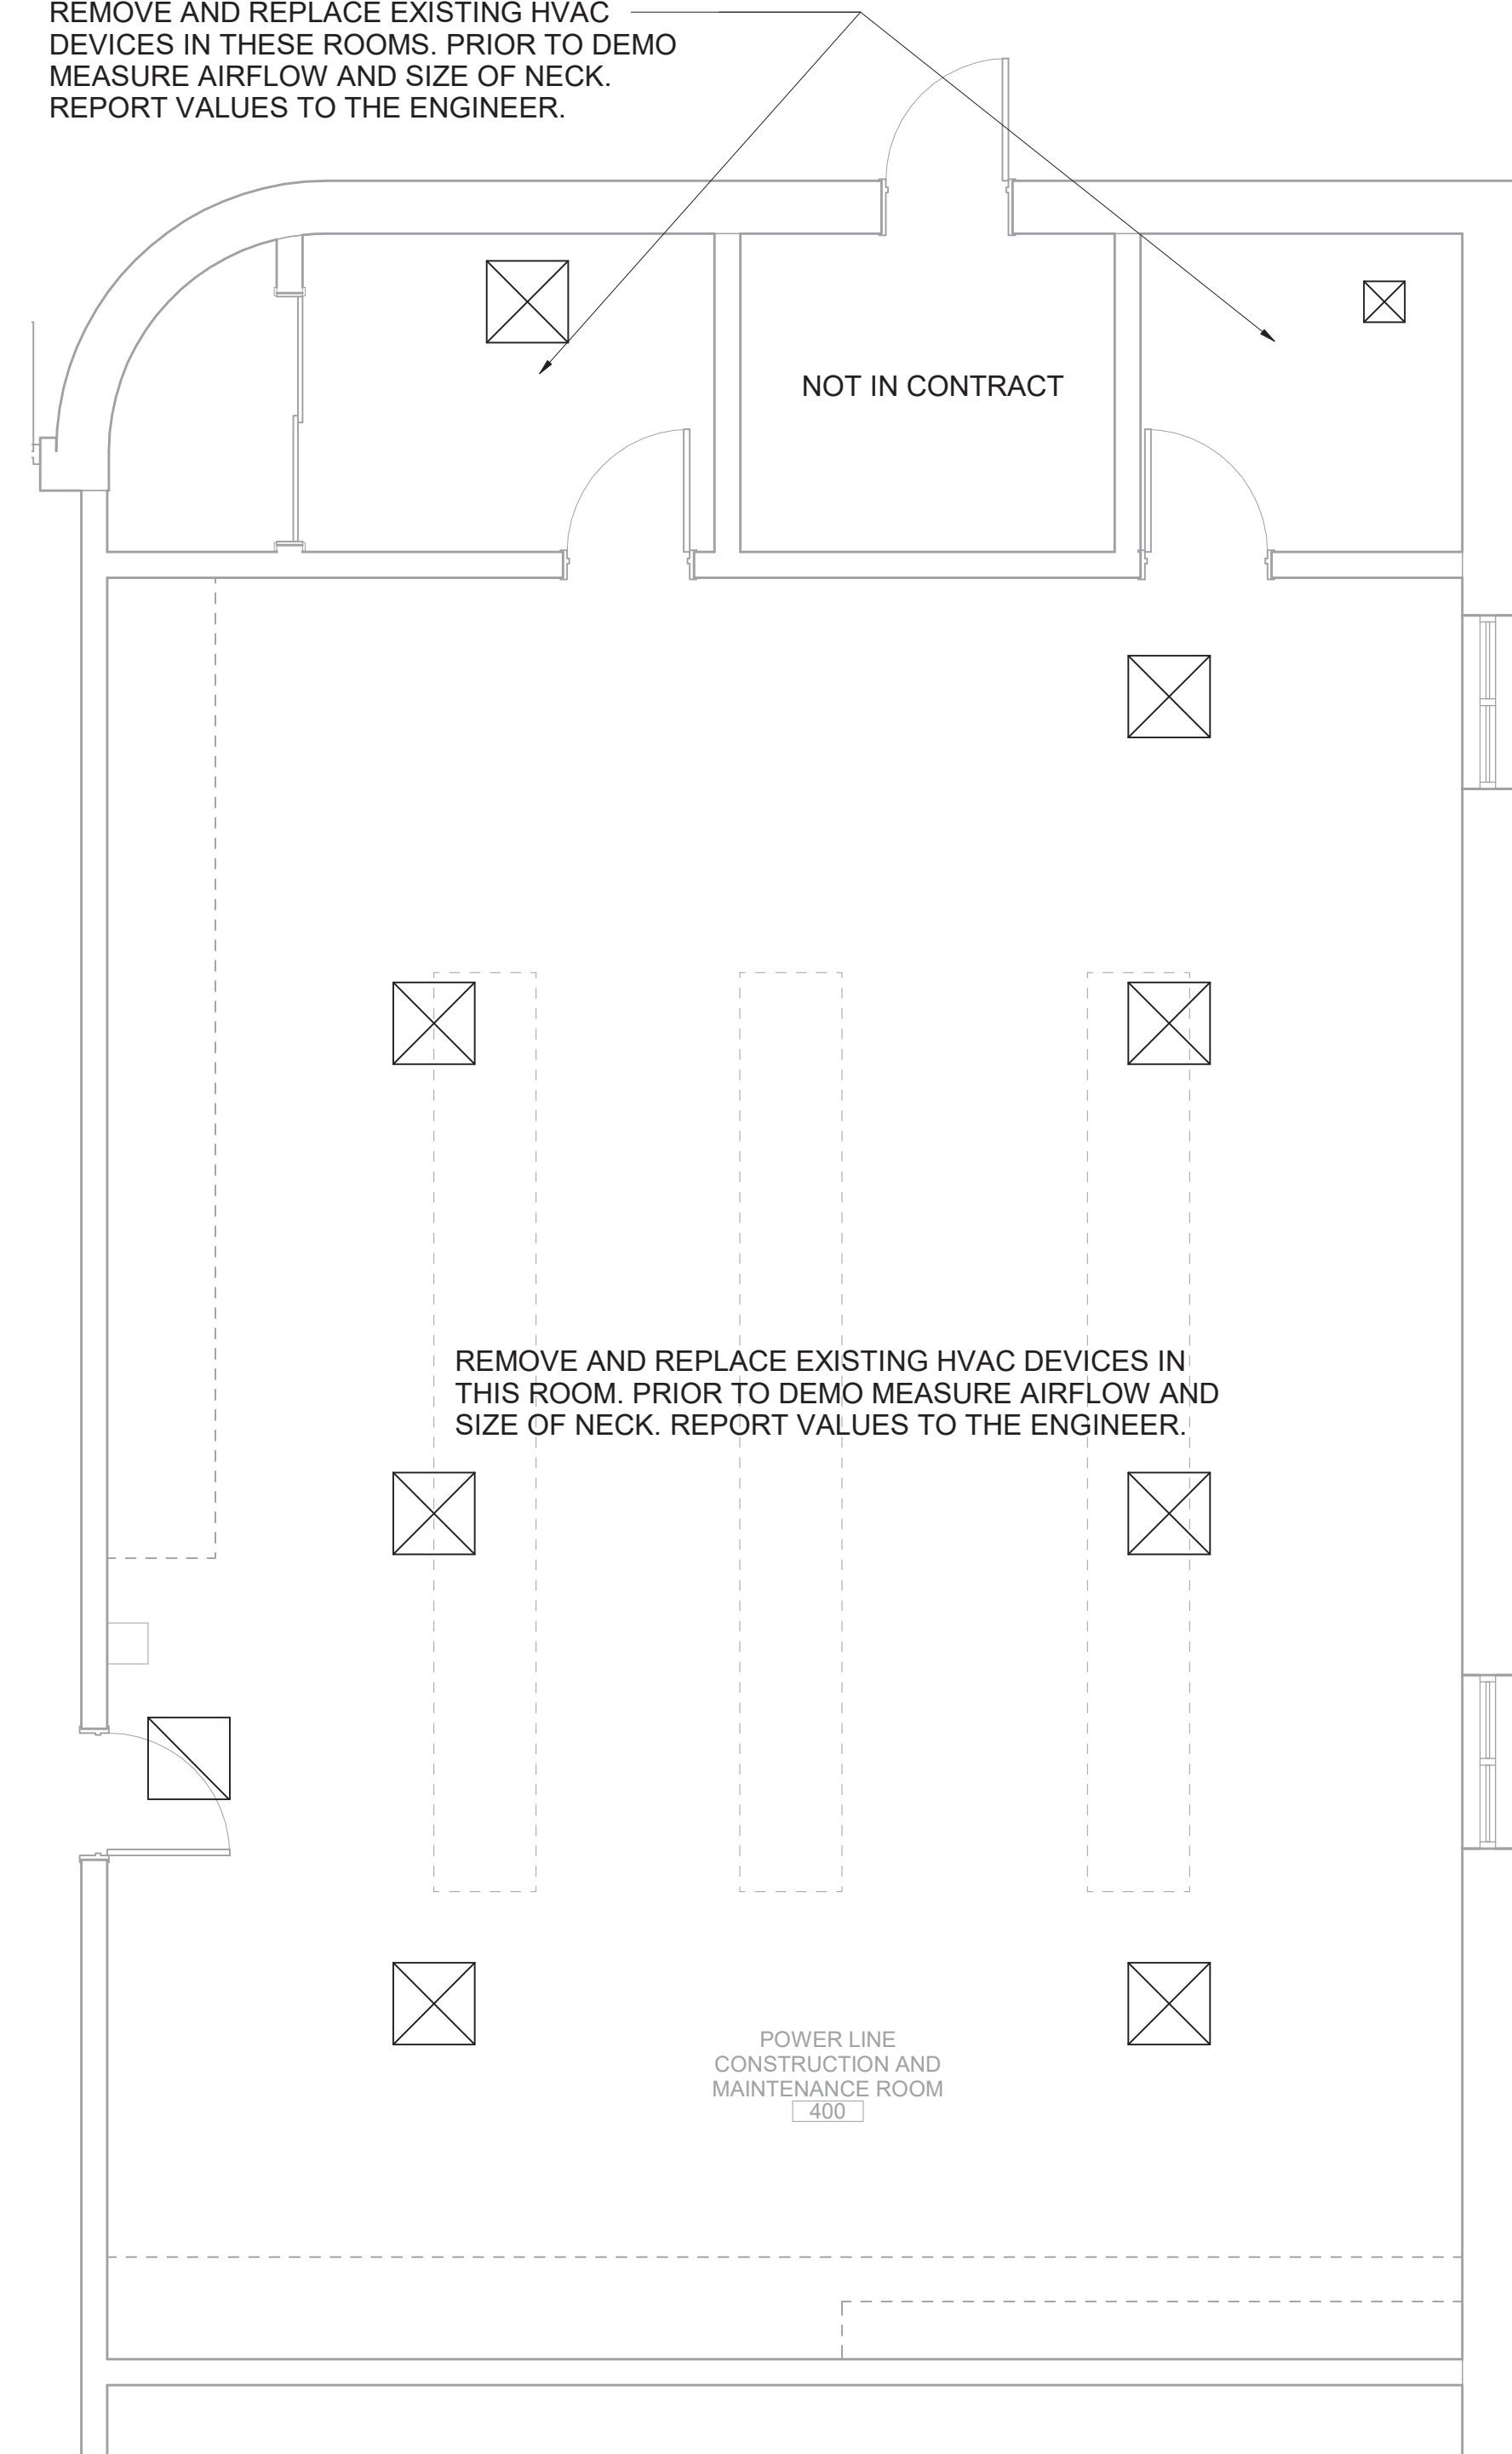 REMOVE AND REPLACE EXISTING HVAC
DEVICES IN THESE ROOMS. PRIOR TO DEMO
MEASURE AIRFLOW AND SIZE OF NECK.
REPORT VALUES TO THE ENGINEER.
NOT IN CONTRACT
REMOVE AND REPLACE EXISTING HVAC DEVICES IN
THIS ROOM. PRIOR TO DEMO MEASURE AIRFLOW AND
SIZE OF NECK. REPORT VALUES TO THE ENGINEER.
POWER LINE
CONSTRUCTION AND
MAINTENANCE ROOM
400